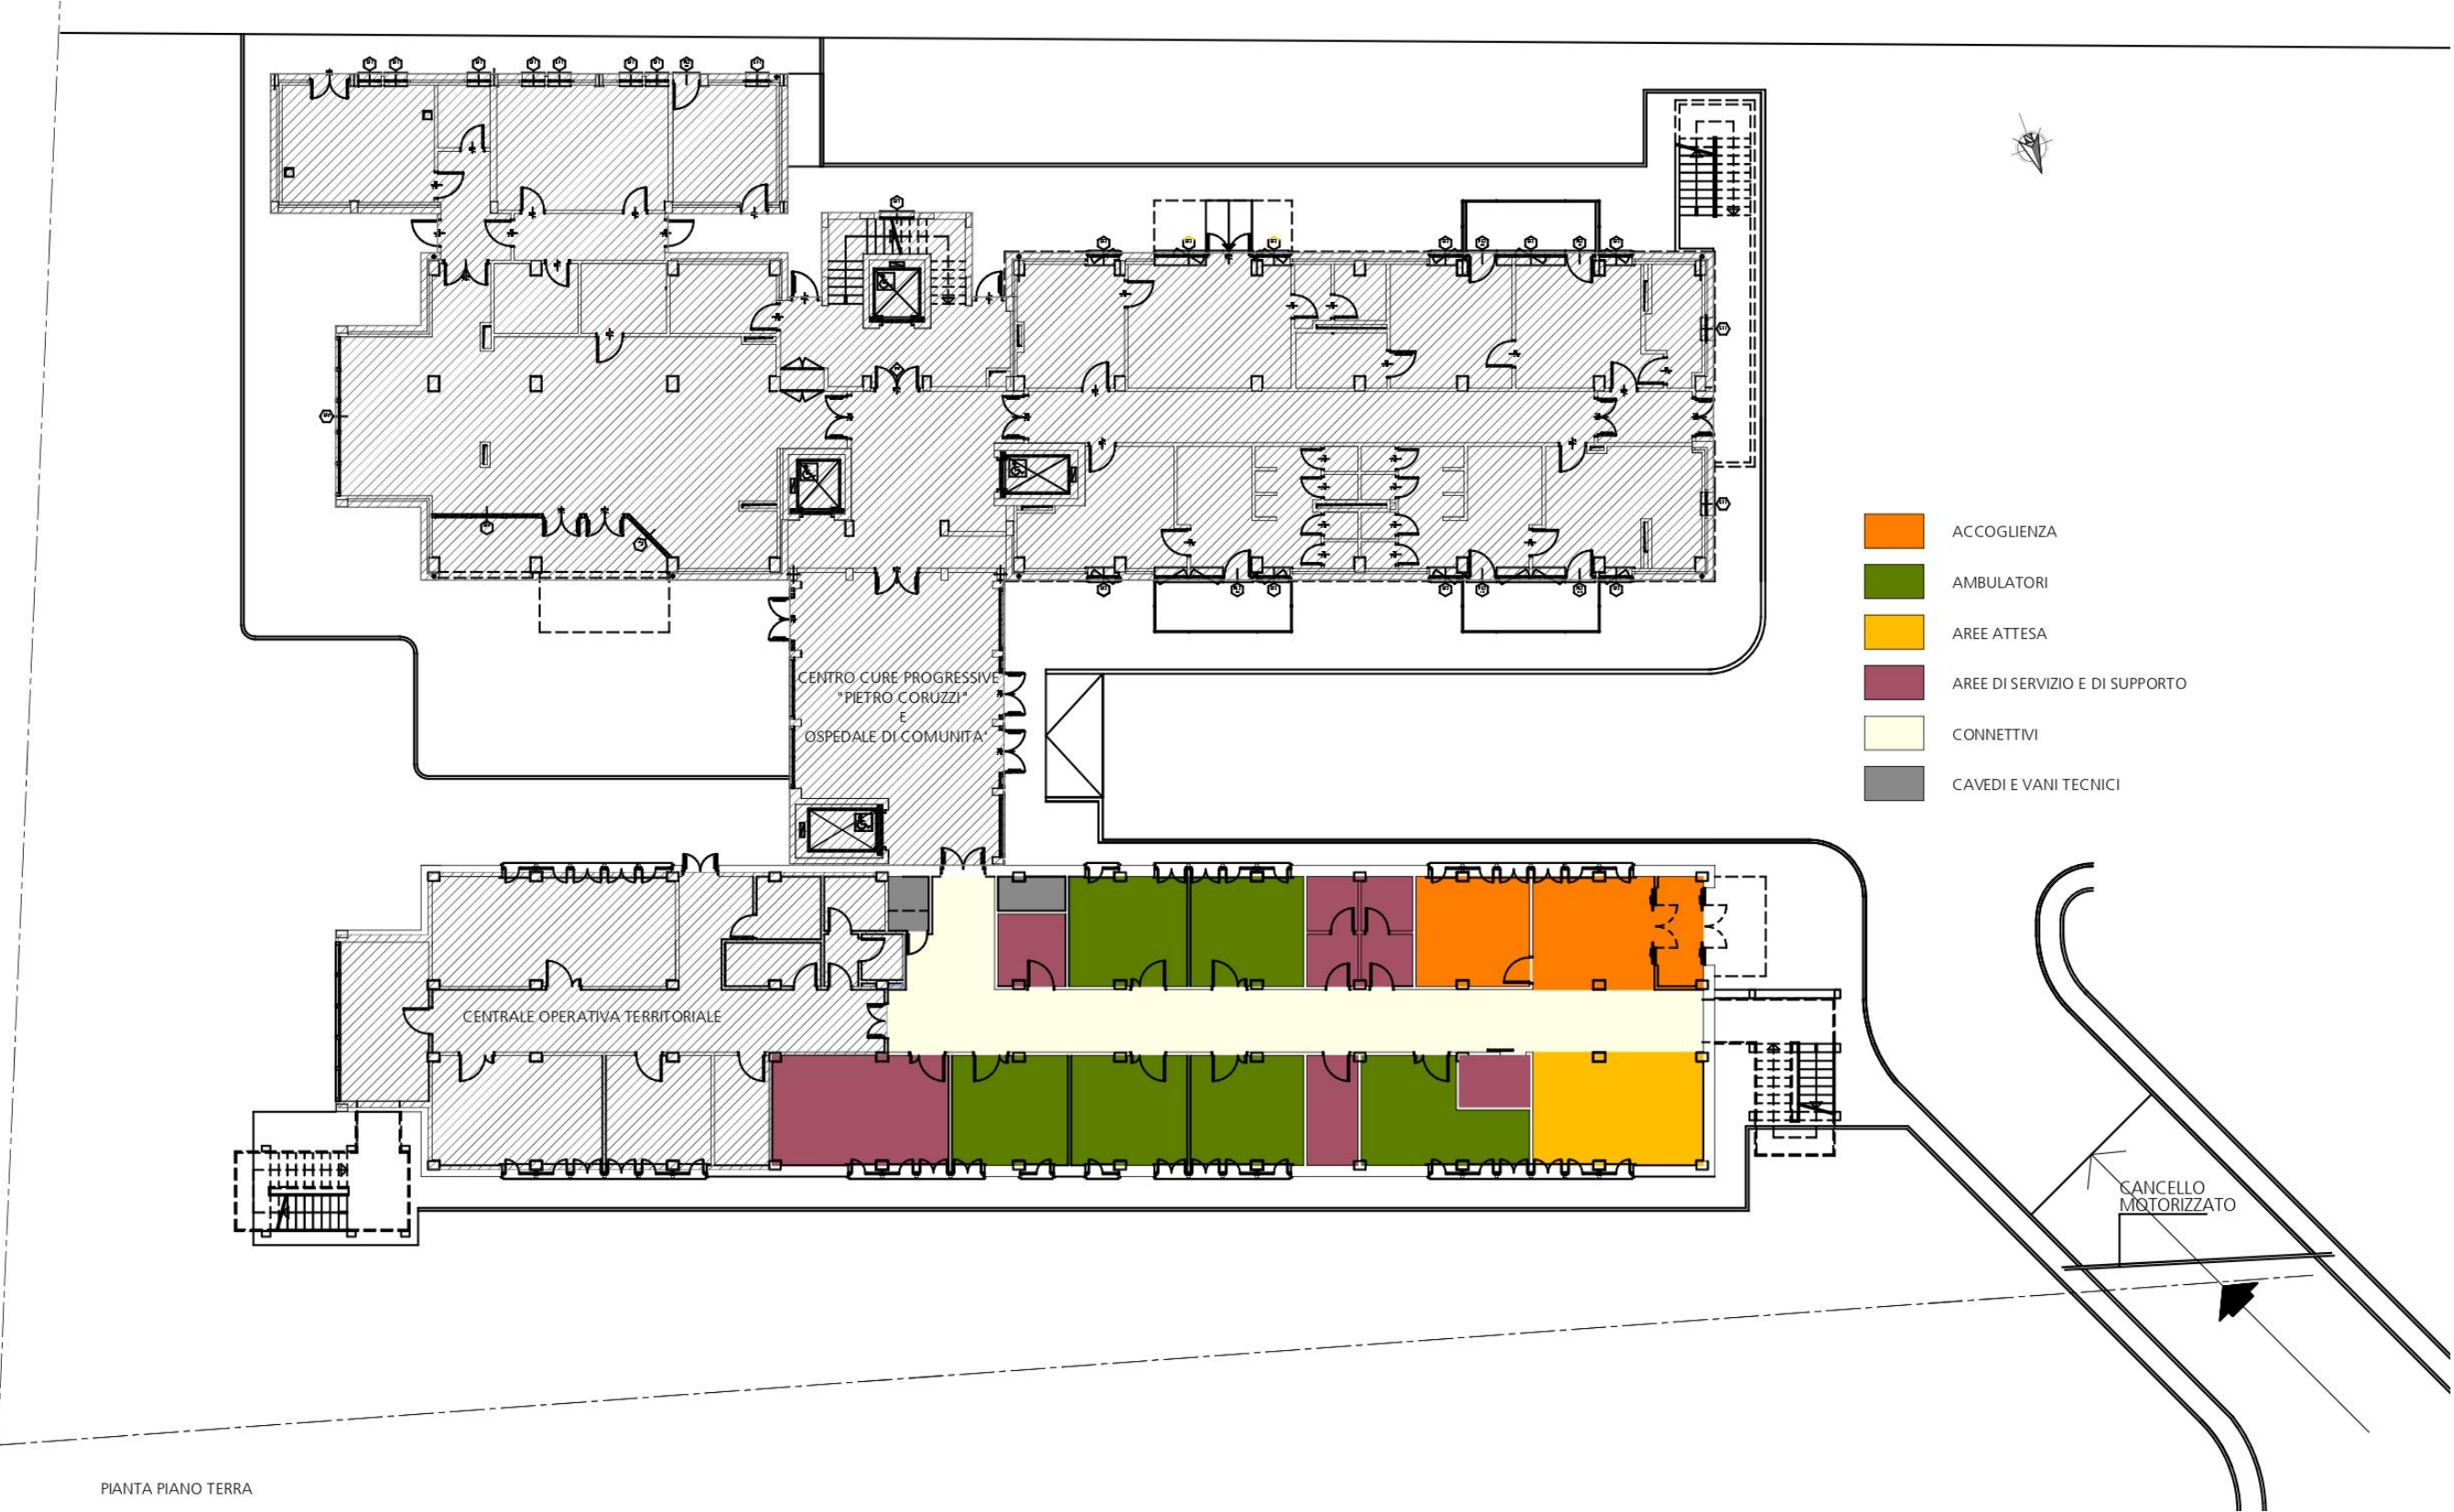 ACCOGLIENZA
AMBULATORI
AREE ATTESA
AREE DI SERVIZIO E DI SUPPORTO
CONNETTIVI
CAVEDI E VANI TECNICI
CENTRO CURE PROGRESSIVE
"PIETRO CORUZZI"
E
OSPEDALE DI COMUNITA'
CENTRALE OPERATIVA TERRITORIALE
CANCELLO
MOTORIZZATO
PIANTA PIANO TERRA